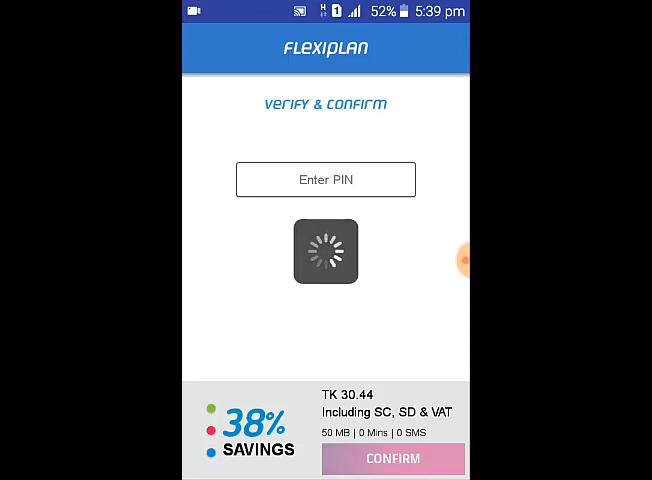 1 52% 5:39 pm
FLEXIPLAN
VERIFY & CONFIRM
Enter PIN
38%
SAVINGS
TK 30.44
Including SC, SD & VAT
50 MB | 0 Mins | 0 SMS
CONFIRM